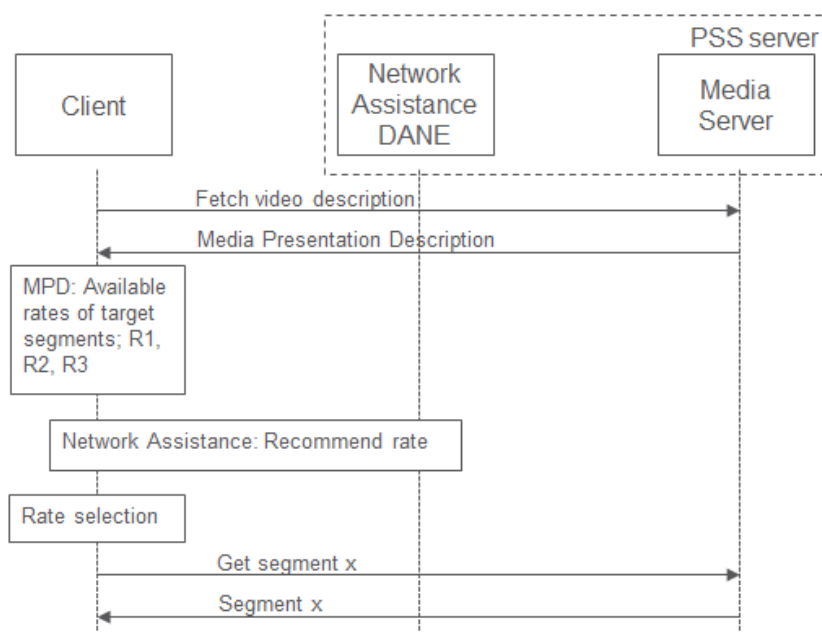 PSS server
Client
Network
Assistance
DANE
Media
Server
Fetch video description
Media Presentation Description
MPD: Available
rates of target
segments; R1,
R2, R3
Network Assistance: Recommend rate
Rate selection
Get segment x
Segment x